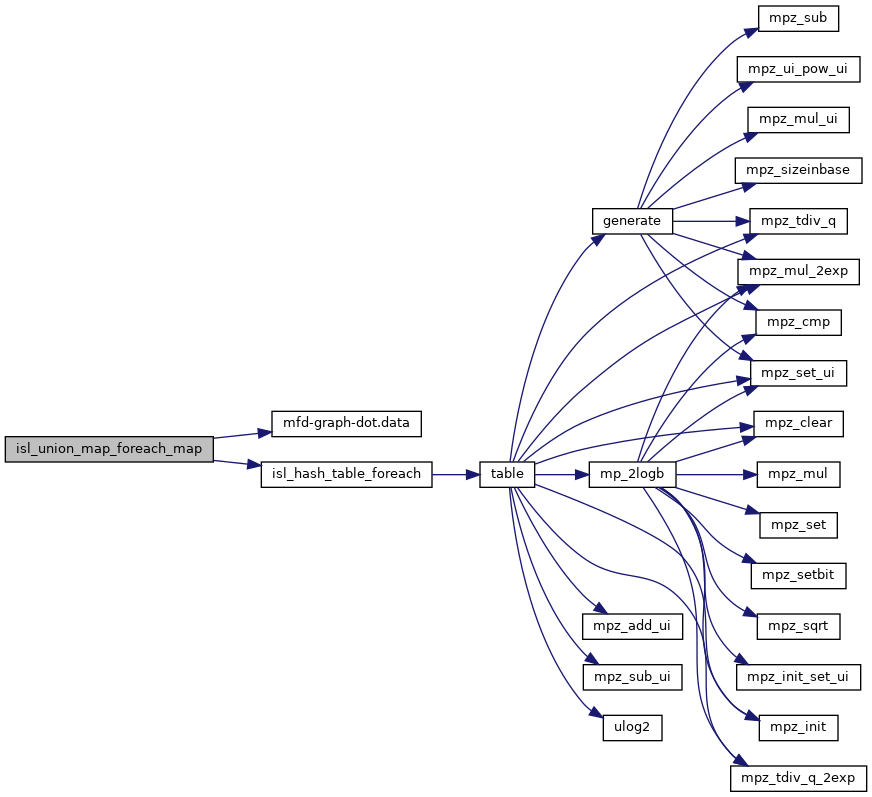 isl_union_map_foreach_map
mfd-graph-dot.data
isl_hash_table_foreach
table
generate
mp_2logb
mpz_add_ui
mpz_sub_ui
ulog2
mpz_sub
mpz_ui_pow_ui
mpz_mul_ui
mpz_sizeinbase
mpz_tdiv_q
mpz_mul_2exp
mpz_cmp
mpz_set_ui
mpz_clear
mpz_mul
mpz_set
mpz_setbit
mpz_sqrt
mpz_init_set_ui
mpz_init
mpz_tdiv_q_2exp